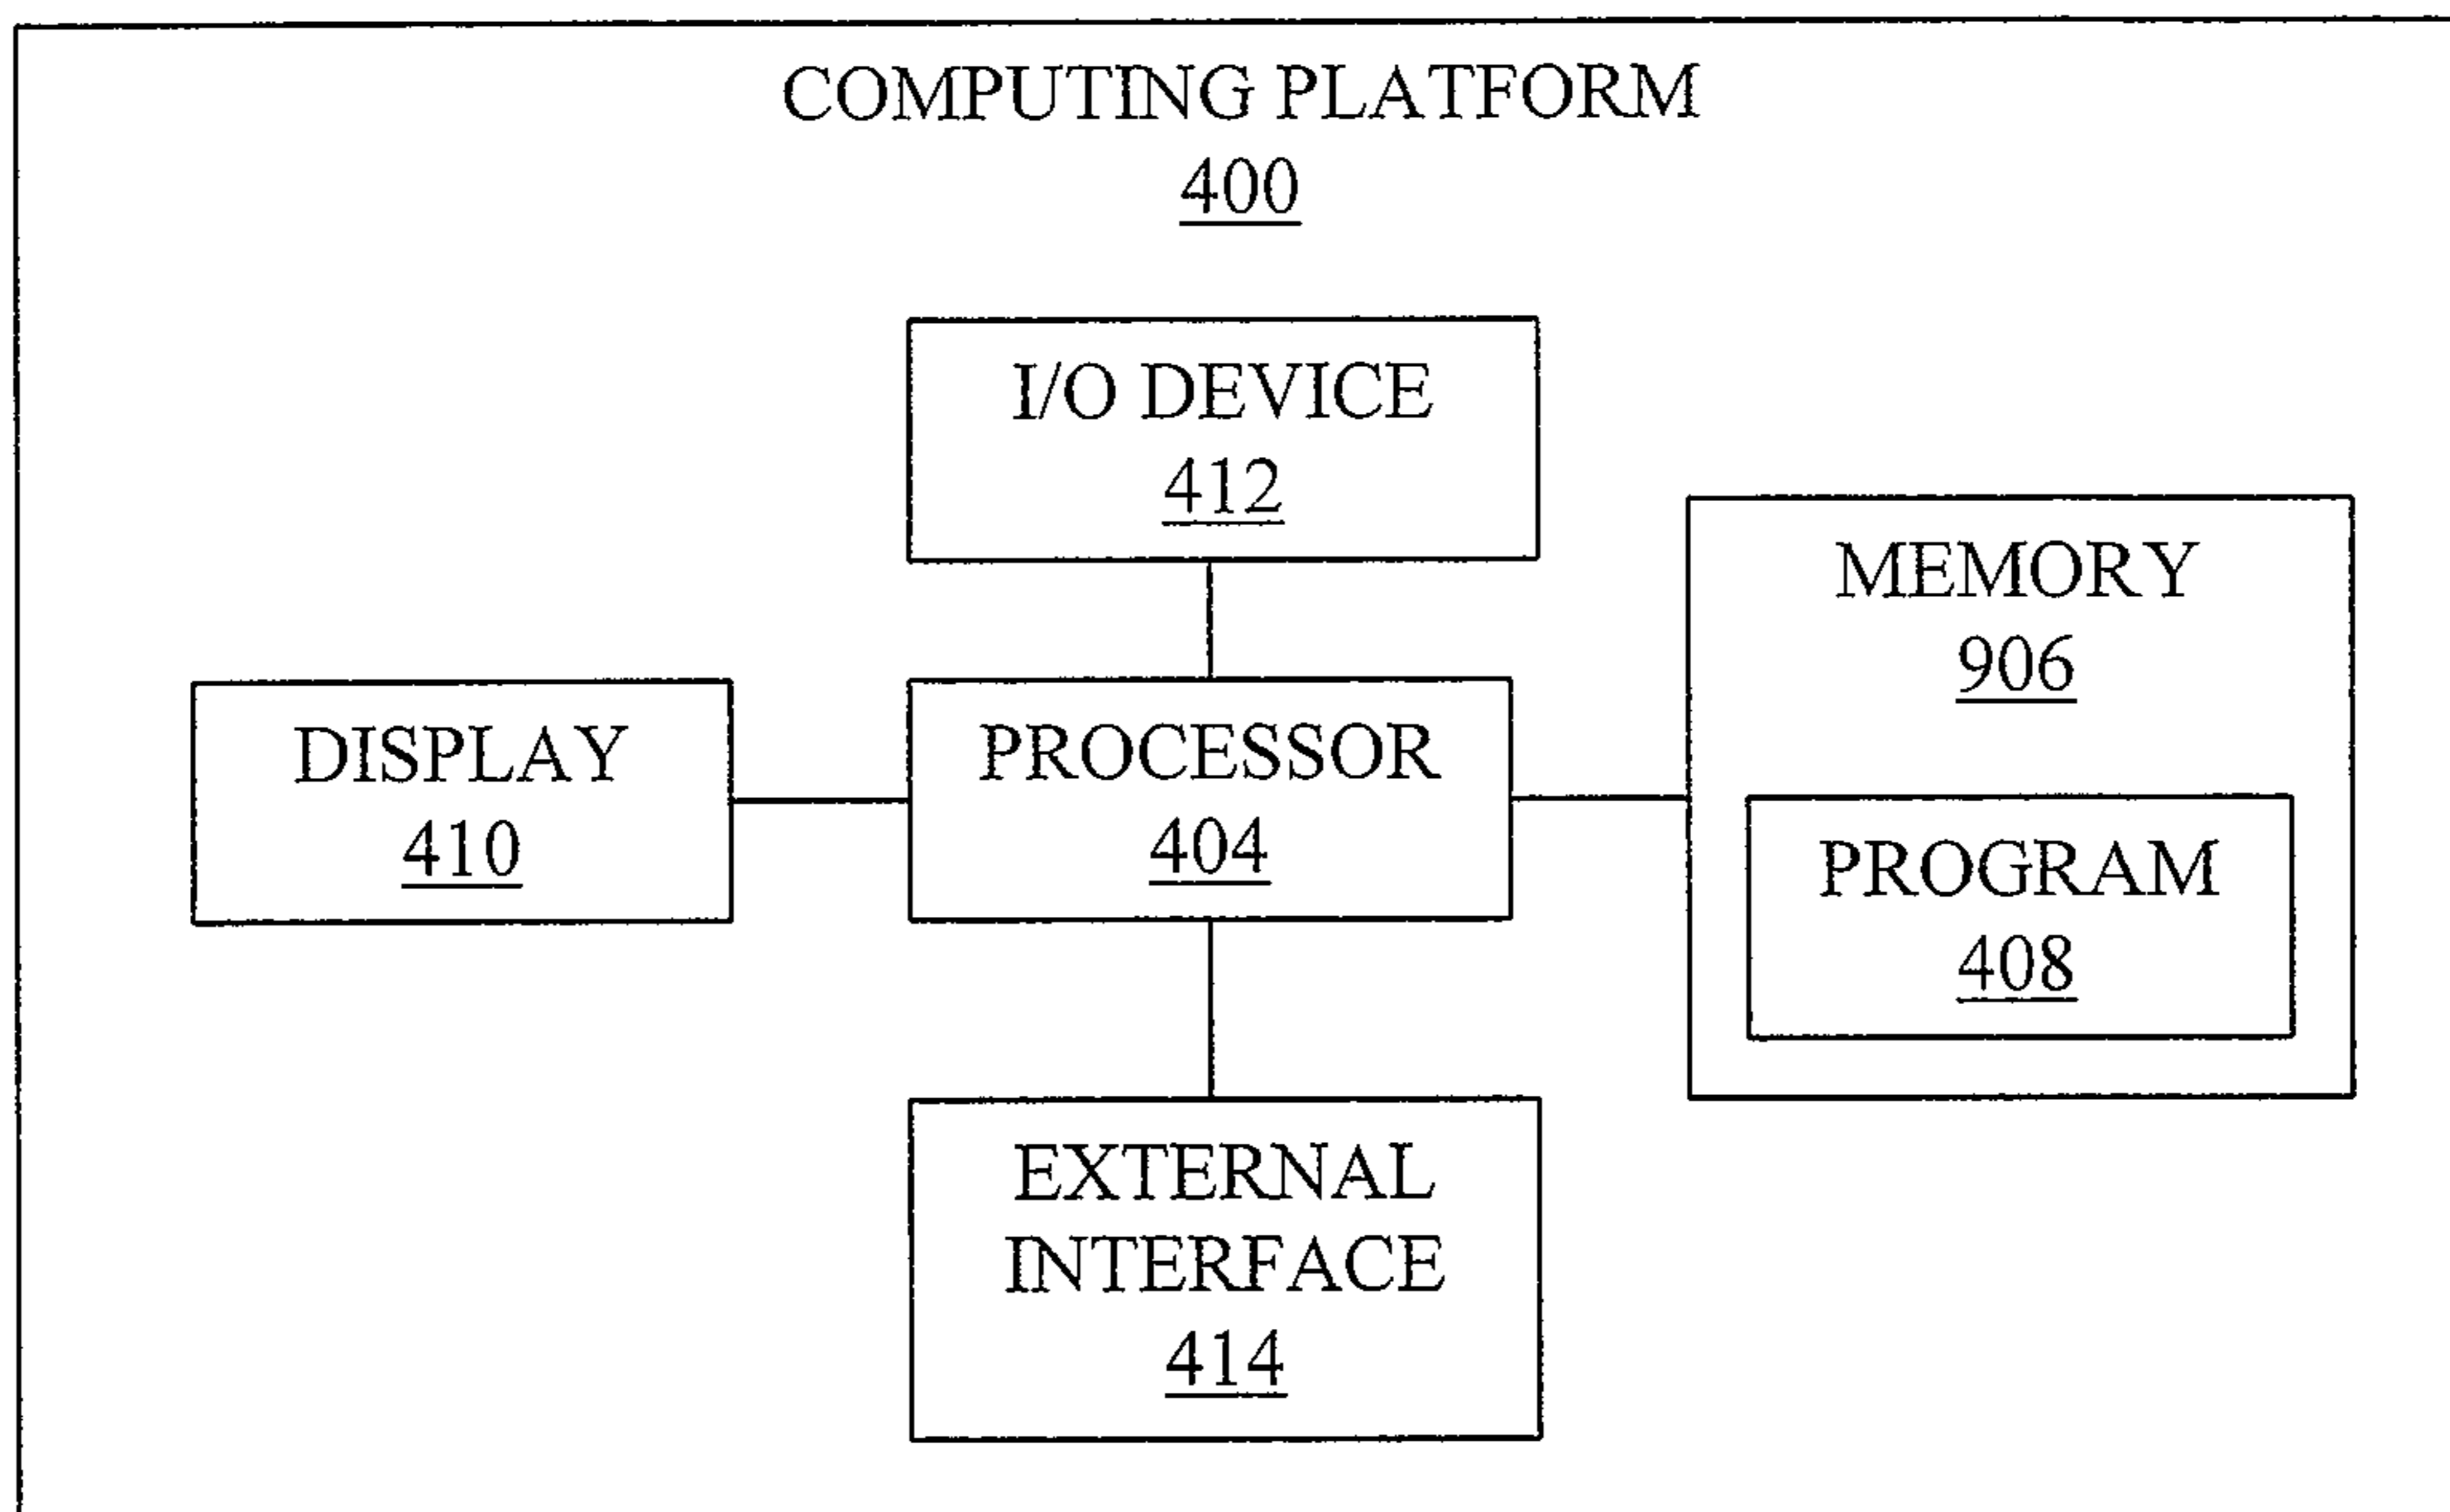 COMPUTING PLATFORM
400
I/O DEVICE
412
MEMORY
906
DISPLAY
410
PROCESSOR
404
PROGRAM
408
EXTERNAL
INTERFACE
414